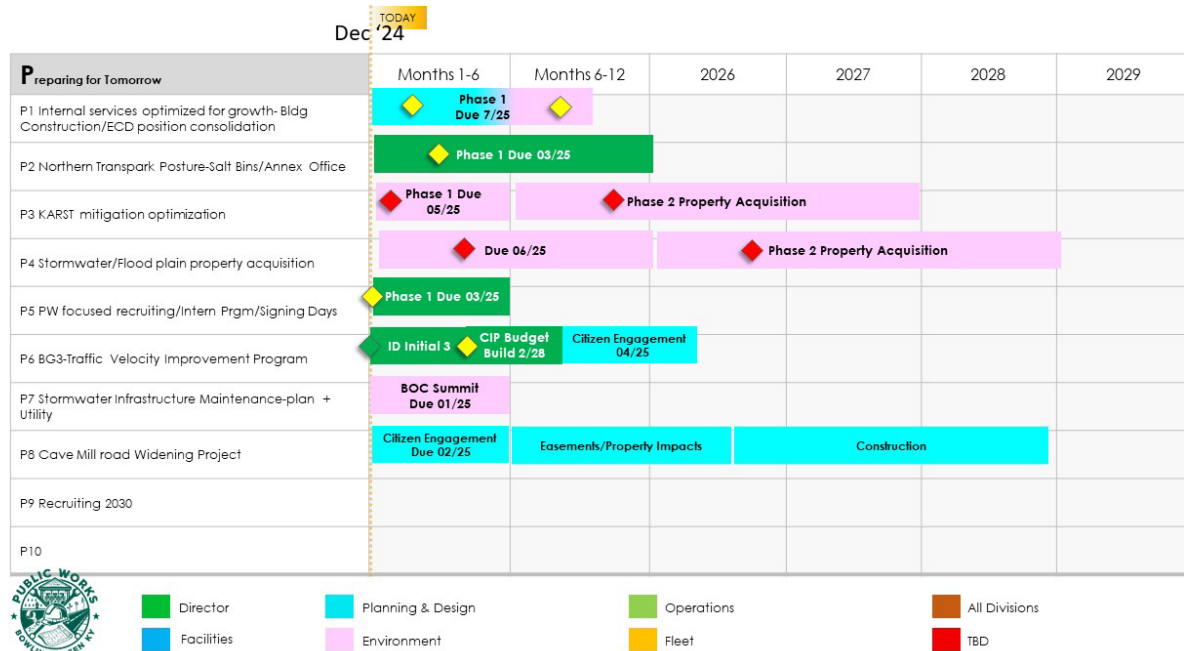 TODAY
Dec ‘24
Preparing for Tomorrow
Months 1-6
Months 6-12
2026
2027
2028
2029
P1 Internal services optimized for growth- Bldg
Construction/ECD position consolidation
Phase 1
Due 7/25
P2 Northern Transpark Posture-Salt Bins/Annex Office
Phase 1 Due 03/25
P3 KARST mitigation optimization
Phase 1 Due
05/25
Phase 2 Property Acquisition
P4 Stormwater/Flood plain property acquisition
Due 06/25
Phase 2 Property Acquisition
P5 PW focused recruiting/Intern Prgm/Signing Days
Phase 1 Due 03/25
P6 BG3-Traffic Velocity Improvement Program
ID Initial 3
CIP Budget
Build 2/28
Citizen Engagement
04/25
P7 Stormwater Infrastructure Maintenance-plan +
Utility
BOC Summit
Due 01/25
P8 Cave Mill road Widening Project
Citizen Engagement
Due 02/25
Easements/Property Impacts
Construction
P9 Recruiting 2030
P10
PUBLIC WORKS
Director
Planning & Design
Operations
All Divisions
Facilities
Environment
Fleet
TBD